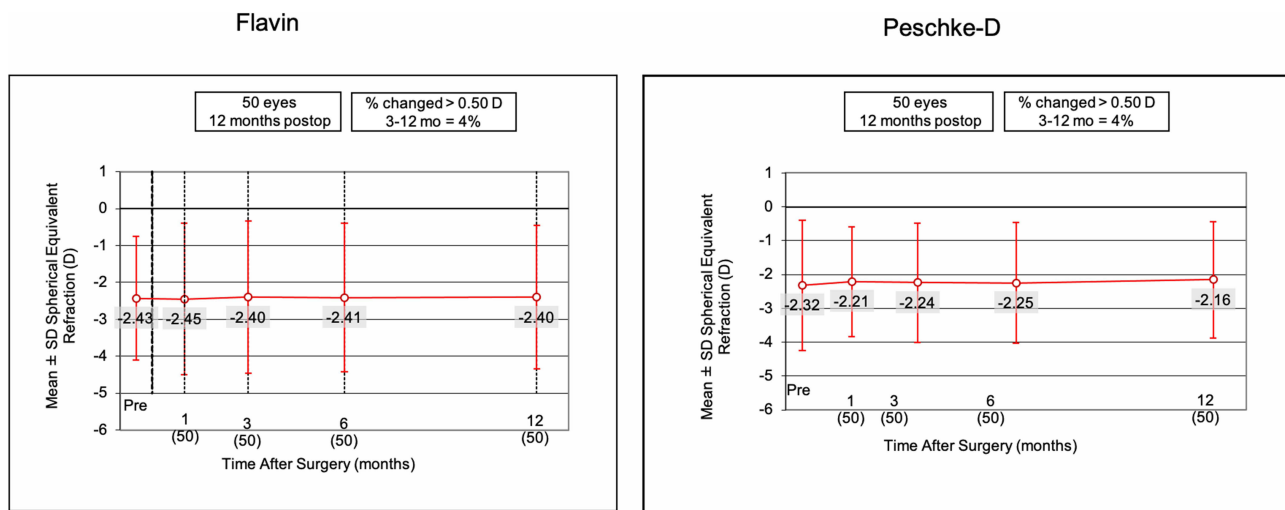 Flavin
50 eyes
12 months postop
% changed > 0.50 D
3-12 mo = 4%
Mean ± SD Spherical Equivalent
Refraction (D)
1
0
-1
-2
-3
-4
-5
-6
-2.43
-2.45
-2.40
-2.41
-2.40
Pre
1
(50)
3
(50)
6
(50)
12
(50)
Time After Surgery (months)
Peschke-D
50 eyes
12 months postop
% changed > 0.50 D
3-12 mo = 4%
Mean ± SD Spherical Equivalent
Refraction (D)
1
0
-1
-2
-3
-4
-5
-6
-2.32
-2.21
-2.24
-2.25
-2.16
Pre
1
(50)
3
(50)
6
(50)
12
(50)
Time After Surgery (months)